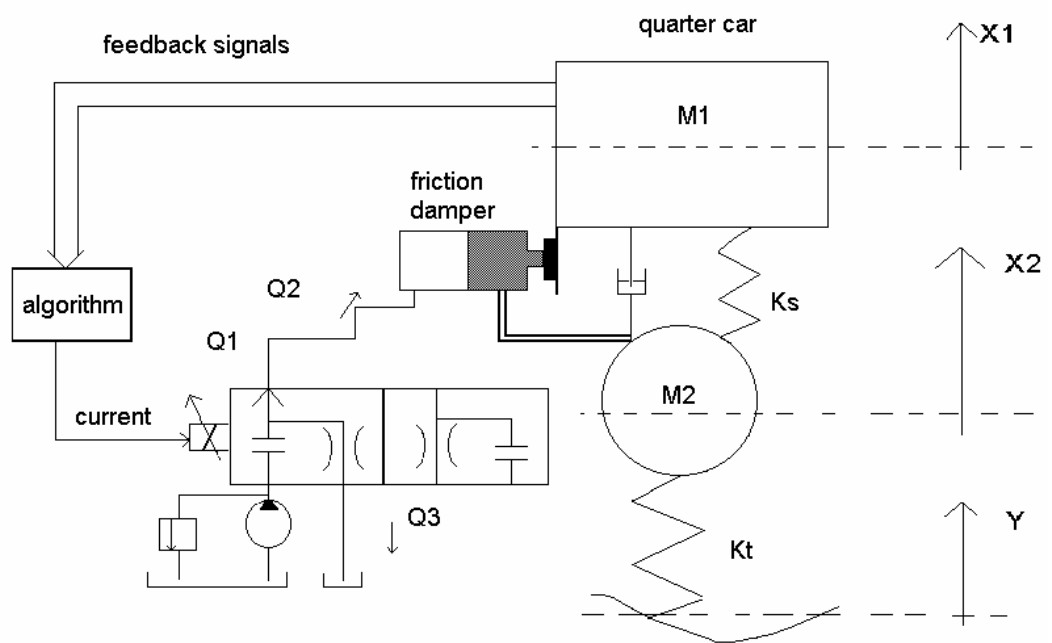 quarter car
X1
feedback signals
M1
friction
damper
X2
Q2
algorithm
Ks
Q1
M2
current
Q3
Y
Kt